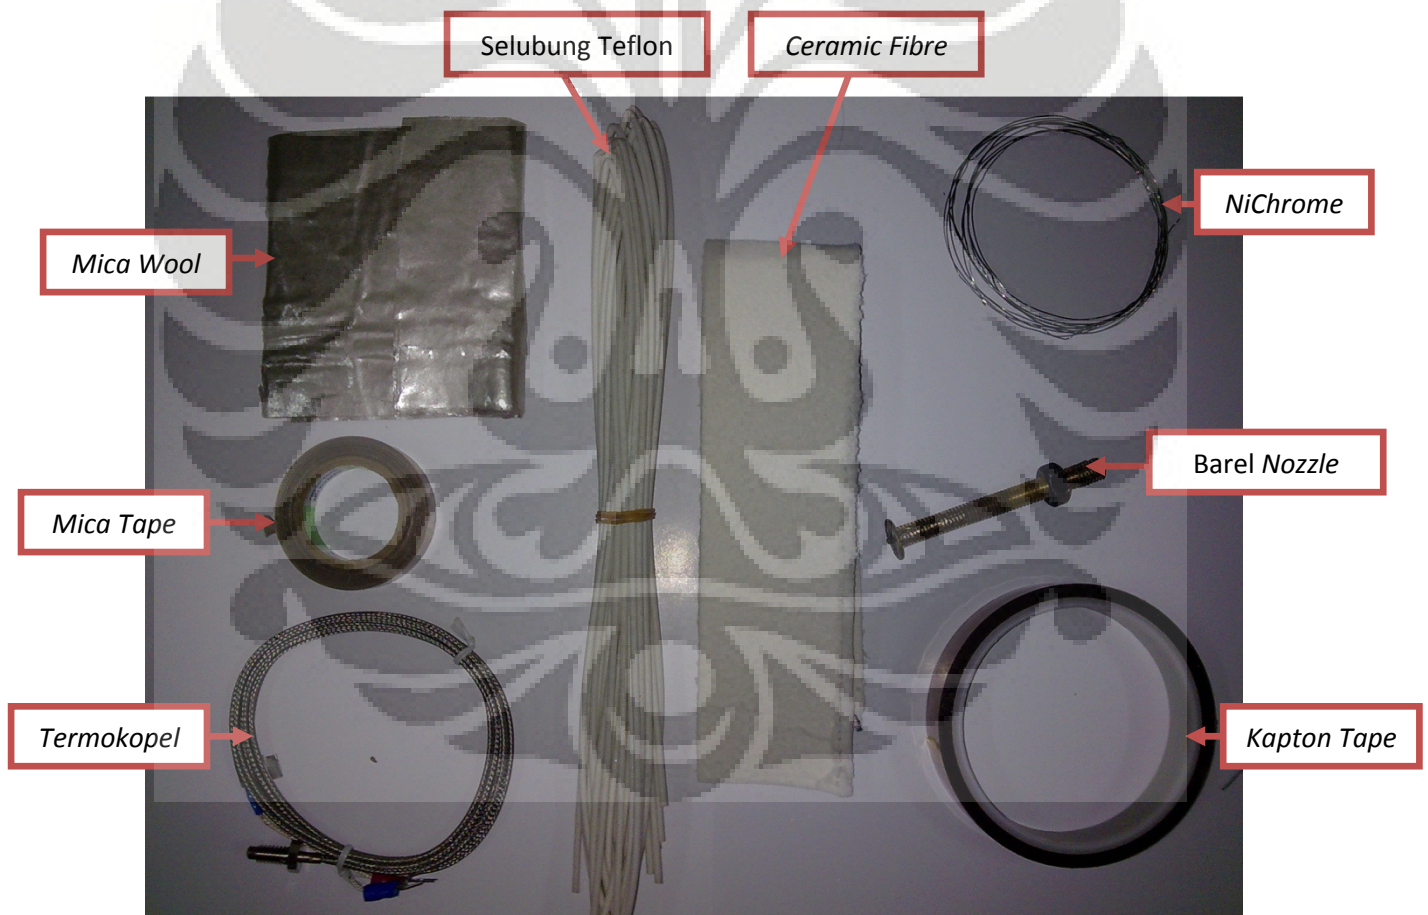 Selubung Teflon
Ceramic Fibre
NiChrome
Mica Wool
Barel Nozzle
Mica Tape
Termokopel
Kapton Tape